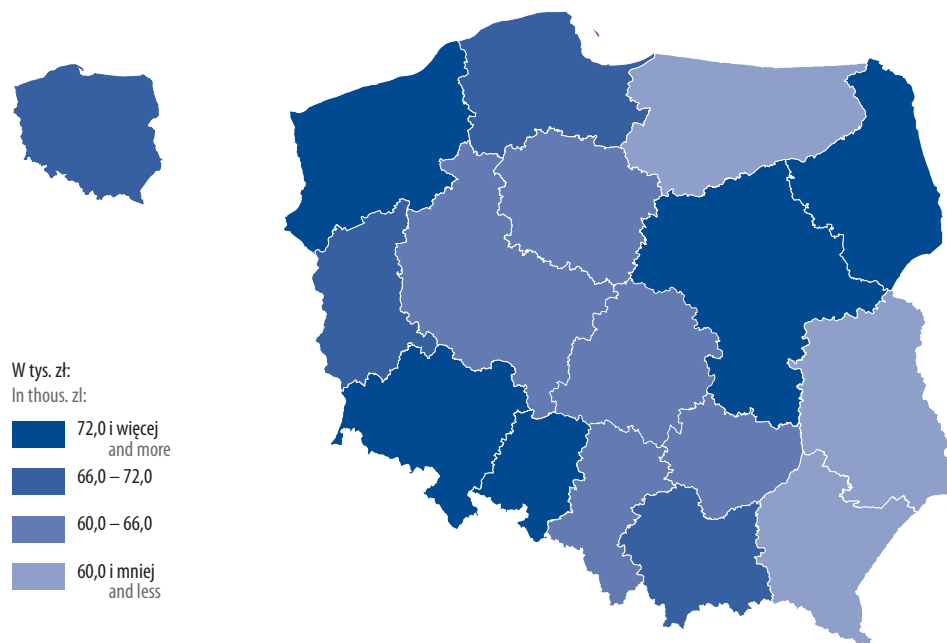 W tys. zł:
In thous. zl:
72,0 i więcej
and more
66,0 – 72,0
60,0 – 66,0
60,0 i mniej
and less